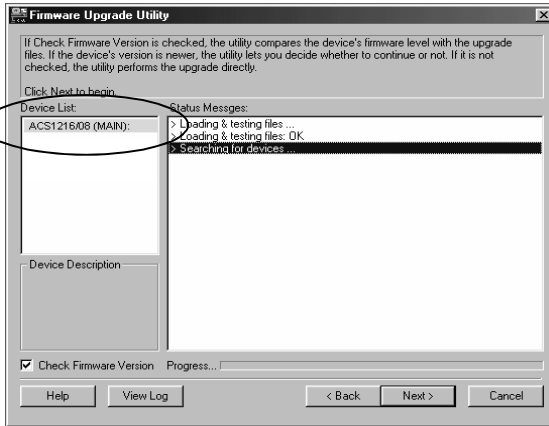 Firmware Upgrade Utility
If Check Firmware Version is checked, the utility compares the device's firmware level with the upgrade
files. If the device's version is newer, the utility lets you decide whether to continue or not. If it is not
checked, the utility performs the upgrade directly.
Click Next to begin.
Device List:
ACS1216/08 (MAIN):
Status Messges:
> Loading & testing files ...
> Loading & testing files: OK
> Searching for devices ...
Device Description
Check Firmware Version
Progress...
Help
View Log
< Back
Next >
Cancel